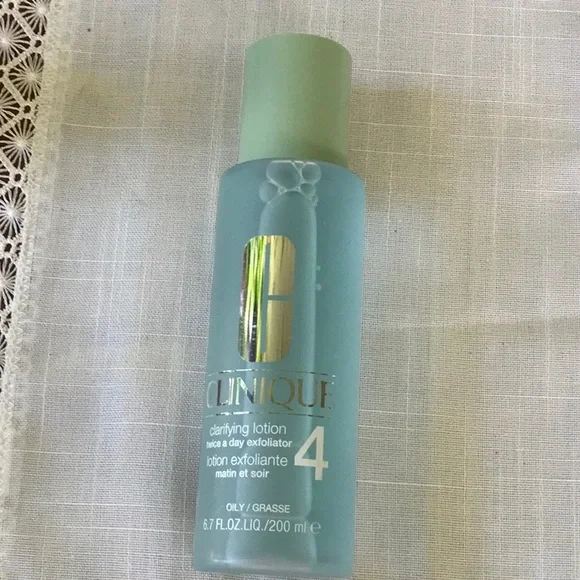 CLINIQUE
clarifying lotion
twice a day exfoliator
4
lotion exfoliante
matin et soir
OILY / GRASSE
6.7 FL.OZ.LIQ./200 ml e